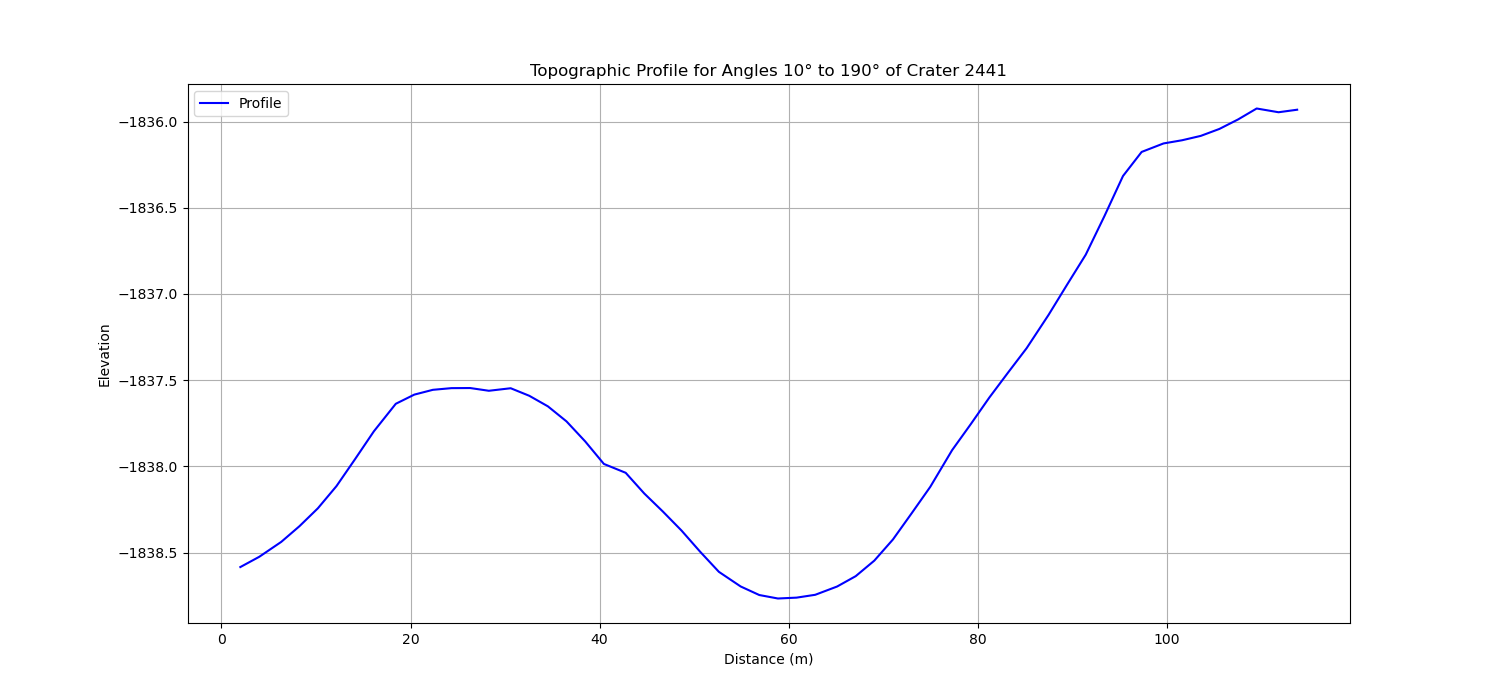 Topographic Profile for Angles 10° to 190° of Crater 2441
Profile
−1836.0
−1836.5
−1837.0
−1837.5
−1838.0
−1838.5
Elevation
0 20 40 60 80 100
Distance (m)